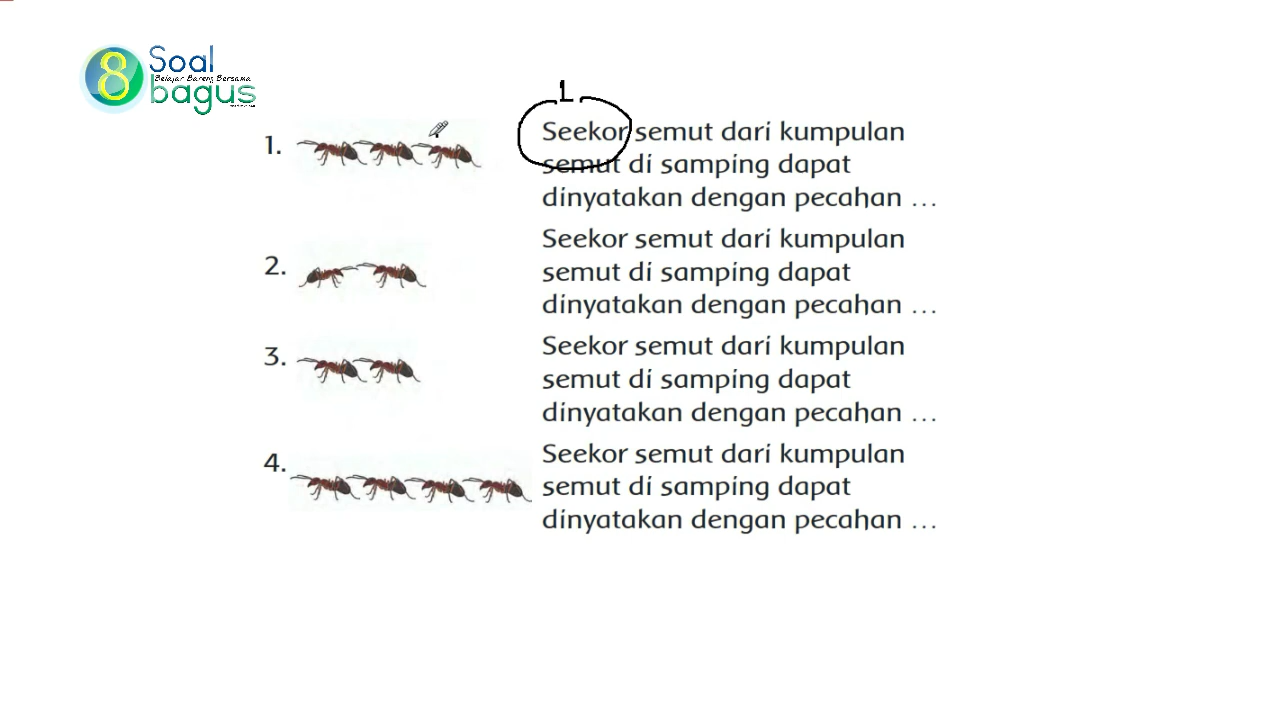 8
Soal
Belajar Bareng Bersama
bagus
1
1.
Seekor semut dari kumpulan
semut di samping dapat
dinyatakan dengan pecahan ...
2.
Seekor semut dari kumpulan
semut di samping dapat
dinyatakan dengan pecahan ...
3.
Seekor semut dari kumpulan
semut di samping dapat
dinyatakan dengan pecahan ...
4.
Seekor semut dari kumpulan
semut di samping dapat
dinyatakan dengan pecahan ...